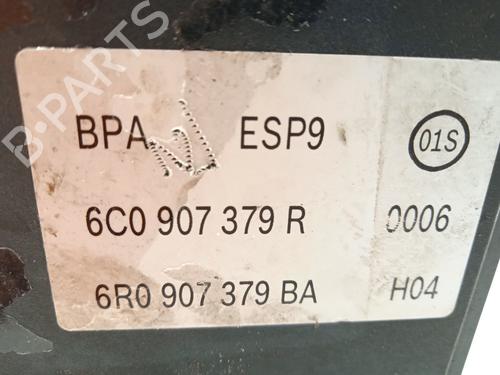 B-PARTS
BPA ESP9 01S
6C0 907 379 R 0006
6R0 907 379 BA H04